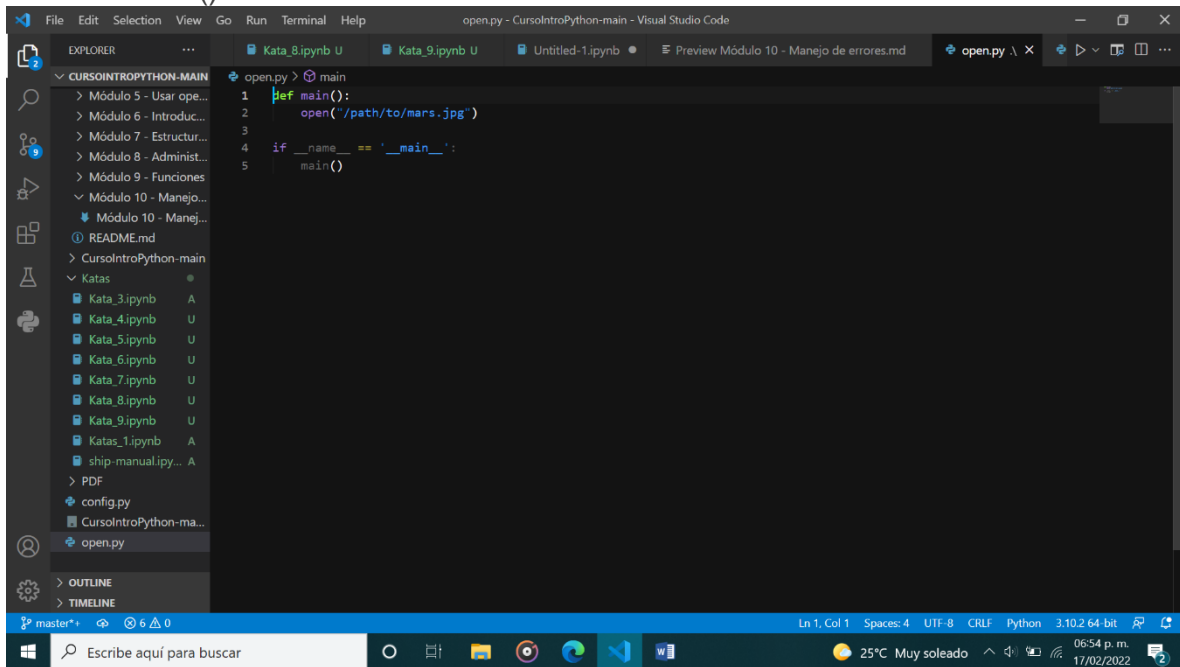 ()
File Edit Selection View Go Run Terminal Help
open.py - CursoIntroPython-main - Visual Studio Code
EXPLORER ...
Kata_8.ipynb U
Kata_9.ipynb U
Untitled-1.ipynb ●
Preview Módulo 10 - Manejo de errores.md
open.py .\
CURSOINTROPYTHON-MAIN
Módulo 5 - Usar ope...
Módulo 6 - Introduc...
Módulo 7 - Estructur...
Módulo 8 - Administ...
Módulo 9 - Funciones
Módulo 10 - Manejo...
Módulo 10 - Manej...
README.md
CursoIntroPython-main
Katas
Kata_3.ipynb A
Kata_4.ipynb U
Kata_5.ipynb U
Kata_6.ipynb U
Kata_7.ipynb U
Kata_8.ipynb U
Kata_9.ipynb U
Katas_1.ipynb A
ship-manual.ipy... A
PDF
config.py
CursoIntroPython-ma...
open.py
OUTLINE
TIMELINE
2
9
open.py > main
1 def main():
2 open("/path/to/mars.jpg")
3
4 if __name__ == '__main__':
5 main()
master*+ 6 0
Ln 1, Col 1 Spaces: 4 UTF-8 CRLF Python 3.10.2 64-bit
Escribe aquí para buscar
25°C Muy soleado
06:54 p. m.
17/02/2022
2